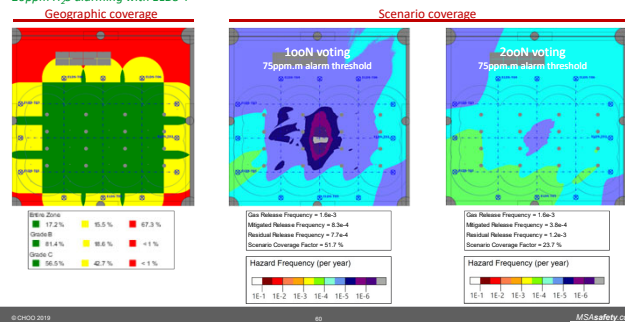 Geographic coverage
Scenario coverage
1ooN voting
75ppm.m alarm threshold
2ooN voting
75ppm.m alarm threshold
Entire Zone
17.2% 15.5 % 67.3 %
Grade B
81.4% 18.6 % <1 %
Grade C
56.5% 42.7 % < 1 %
Gas Release Frequency = 1.6e-3
Mitigated Release Frequency = 8.3e-4
Residual Release Frequency = 7.7e-4
Scenario Coverage Factor = 51.7 %
Hazard Frequency (per year)
1E-1 1E-2 1E-3 1E-4 1E-5 1E-6
Gas Release Frequency = 1.6e-3
Mitigated Release Frequency = 3.8e-4
Residual Release Frequency = 1.2e-3
Scenario Coverage Factor = 23.7 %
Hazard Frequency (per year)
1E-1 1E-2 1E-3 1E-4 1E-5 1E-6
© CHOO 2019
60
MSAsafety.co